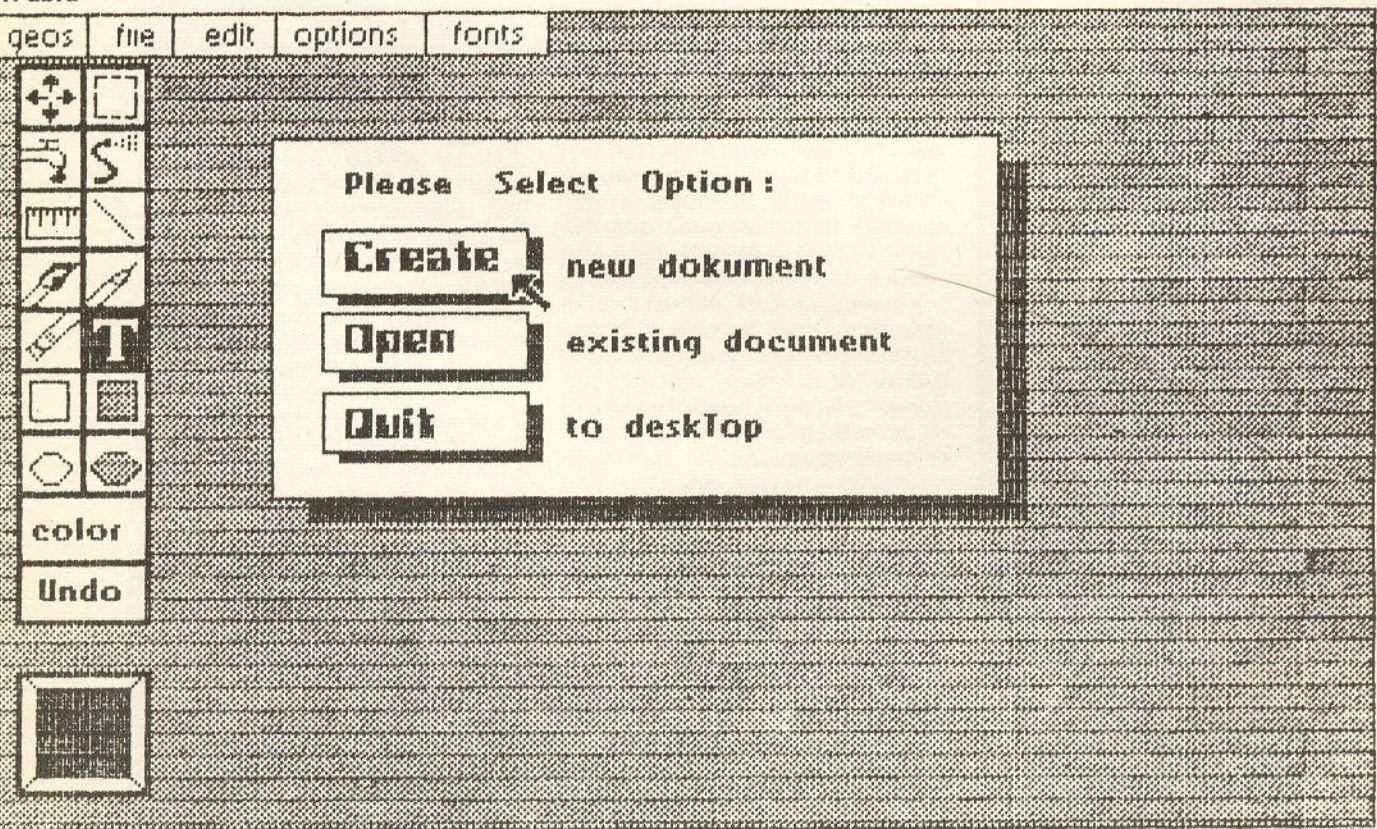 geos file edit options fonts
Please Select Option:
Create new dokument
Open existing document
Quit to deskTop
T
color
Undo